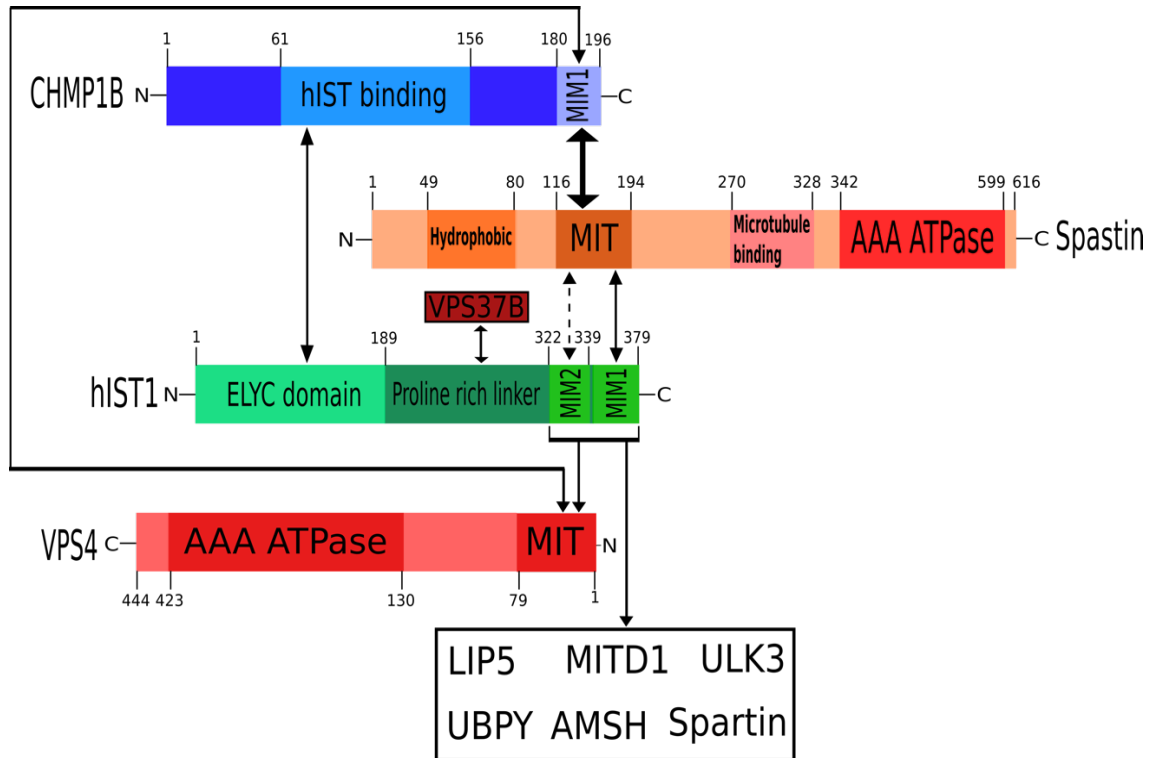 1 61 156 180 196
CHMP1B N hIST binding MIM1 C
1 49 80 116 194 270 328 342 599 616
N Hydrophobic MIT Microtubule binding AAA ATPase C Spastin
VPS37B
1 189 322 339 379
hIST1 N ELYC domain Proline rich linker MIM2 MIM1 C
VPS4 C AAA ATPase MIT N
444 423 130 79 1
LIP5 MITD1 ULK3
UBPY AMSH Spartin